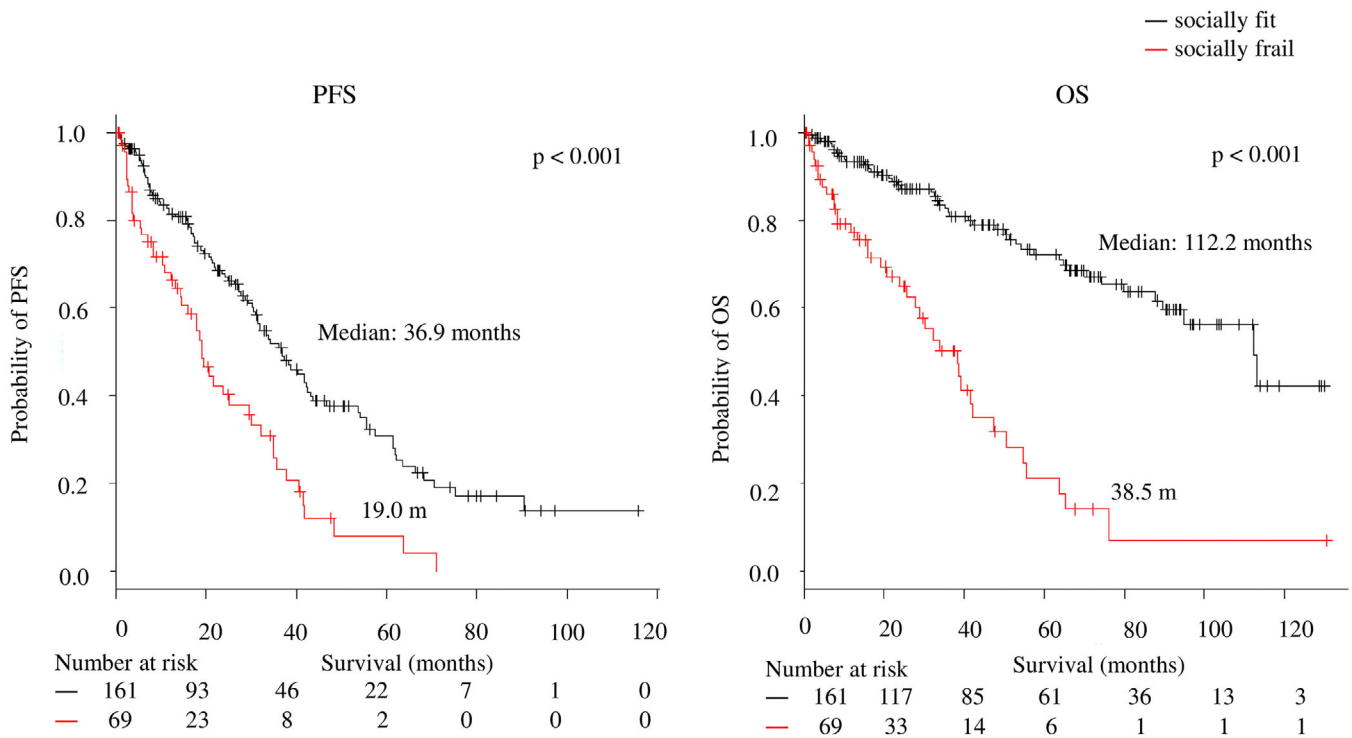 socially fit
socially frail
PFS
1.0
0.8
0.6
0.4
0.2
0.0
Probability of PFS
p < 0.001
Median: 36.9 months
19.0 m
0 20 40 60 80 100 120
Number at risk
Survival (months)
161 93 46 22 7 1 0
69 23 8 2 0 0 0
OS
1.0
0.8
0.6
0.4
0.2
0.0
Probability of OS
p < 0.001
Median: 112.2 months
38.5 m
0 20 40 60 80 100 120
Number at risk
Survival (months)
161 117 85 61 36 13 3
69 33 14 6 1 1 1